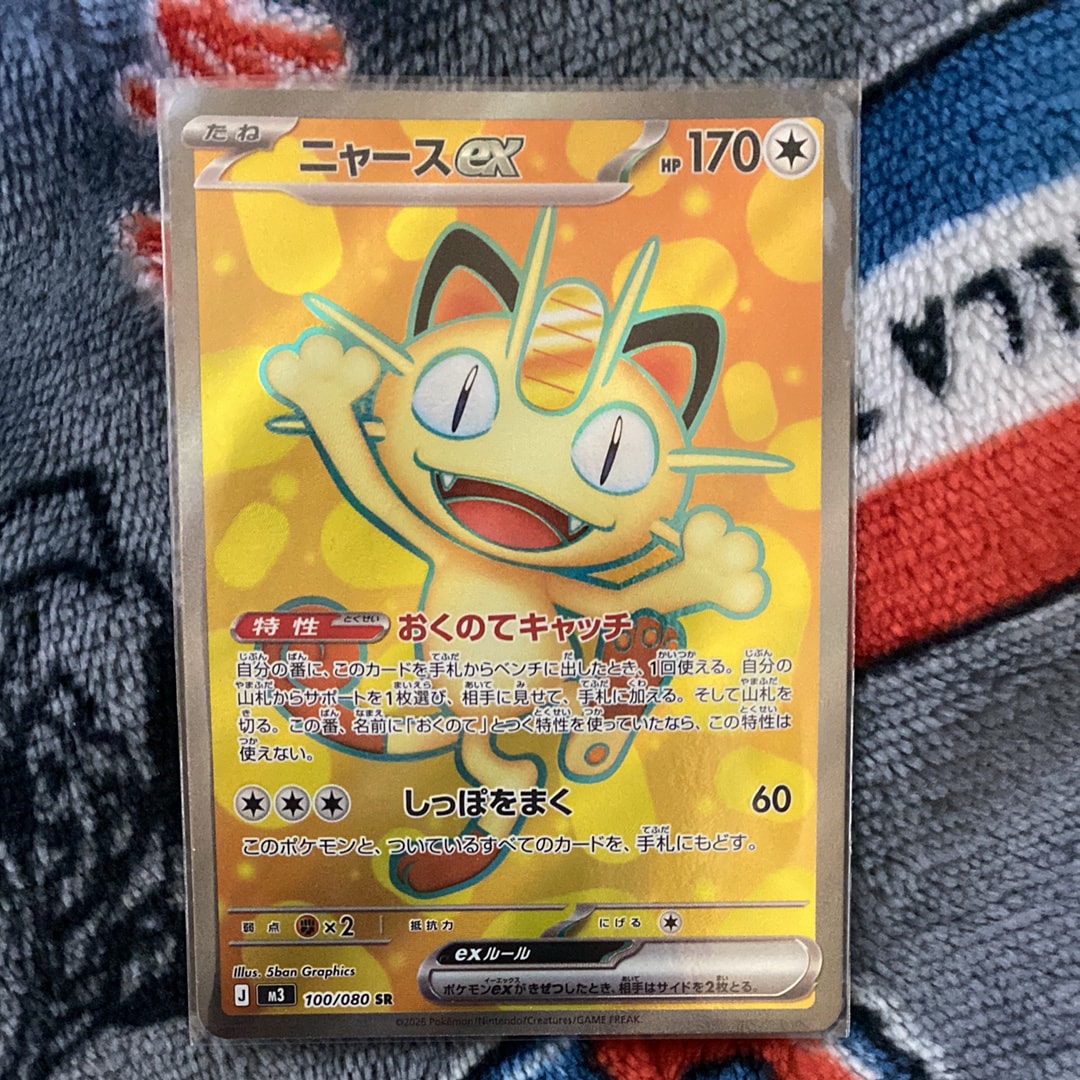 たね
ニャースex
HP 170
特性 とくせい おくのてキャッチ
自分の番に、このカードを手札からベンチに出したとき、1回使える。自分の
山札からサポートを1枚選び、相手に見せて、手札に加える。そして山札を
切る。この番、名前に「おくのて」とつく特性を使っていたなら、この特性は
使えない。
しっぽをまく 60
このポケモンと、ついているすべてのカードを、手札にもどす。
弱点 ×2 抵抗力 にげる
exルール
ポケモンexがきぜつしたとき、相手はサイドを2枚とる。
Illus. 5ban Graphics
J M3 100/080 SR
©2026 Pokémon/Nintendo/Creatures/GAME FREAK.